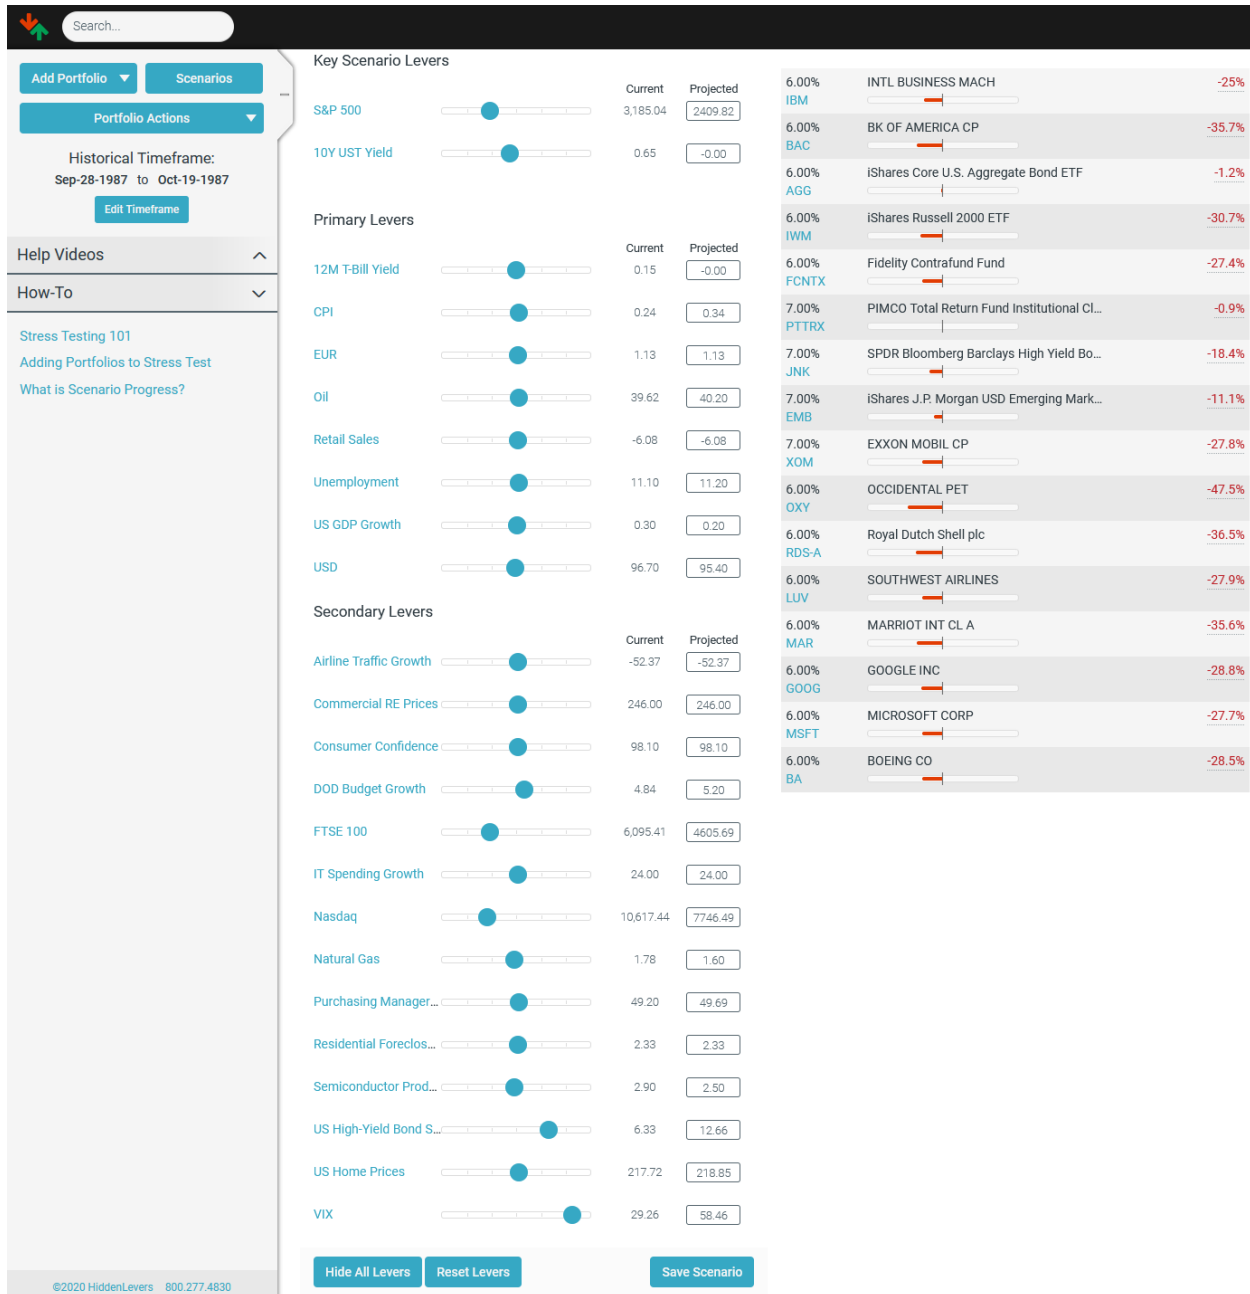 Search...
Add Portfolio
Scenarios
Portfolio Actions
Historical Timeframe:
Sep-28-1987 to Oct-19-1987
Edit Timeframe
Help Videos
How-To
Stress Testing 101
Adding Portfolios to Stress Test
What is Scenario Progress?
©2020 HiddenLevers 800.277.4830
Key Scenario Levers
Current Projected
S&P 500 3,185.04 2409.82
10Y UST Yield 0.65 -0.00
Primary Levers
Current Projected
12M T-Bill Yield 0.15 -0.00
CPI 0.24 0.34
EUR 1.13 1.13
Oil 39.62 40.20
Retail Sales -6.08 -6.08
Unemployment 11.10 11.20
US GDP Growth 0.30 0.20
USD 96.70 95.40
Secondary Levers
Current Projected
Airline Traffic Growth -52.37 -52.37
Commercial RE Prices 246.00 246.00
Consumer Confidence 98.10 98.10
DOD Budget Growth 4.84 5.20
FTSE 100 6,095.41 4605.69
IT Spending Growth 24.00 24.00
Nasdaq 10,617.44 7746.49
Natural Gas 1.78 1.60
Purchasing Manager... 49.20 49.69
Residential Foreclos... 2.33 2.33
Semiconductor Prod... 2.90 2.50
US High-Yield Bond S... 6.33 12.66
US Home Prices 217.72 218.85
VIX 29.26 58.46
Hide All Levers Reset Levers Save Scenario
6.00% INTL BUSINESS MACH -25%
IBM
6.00% BK OF AMERICA CP -35.7%
BAC
6.00% iShares Core U.S. Aggregate Bond ETF -1.2%
AGG
6.00% iShares Russell 2000 ETF -30.7%
IWM
6.00% Fidelity Contrafund Fund -27.4%
FCNTX
7.00% PIMCO Total Return Fund Institutional Cl... -0.9%
PTTRX
7.00% SPDR Bloomberg Barclays High Yield Bo... -18.4%
JNK
7.00% iShares J.P. Morgan USD Emerging Mark... -11.1%
EMB
7.00% EXXON MOBIL CP -27.8%
XOM
6.00% OCCIDENTAL PET -47.5%
OXY
6.00% Royal Dutch Shell plc -36.5%
RDS-A
6.00% SOUTHWEST AIRLINES -27.9%
LUV
6.00% MARRIOT INT CL A -35.6%
MAR
6.00% GOOGLE INC -28.8%
GOOG
6.00% MICROSOFT CORP -27.7%
MSFT
6.00% BOEING CO -28.5%
BA